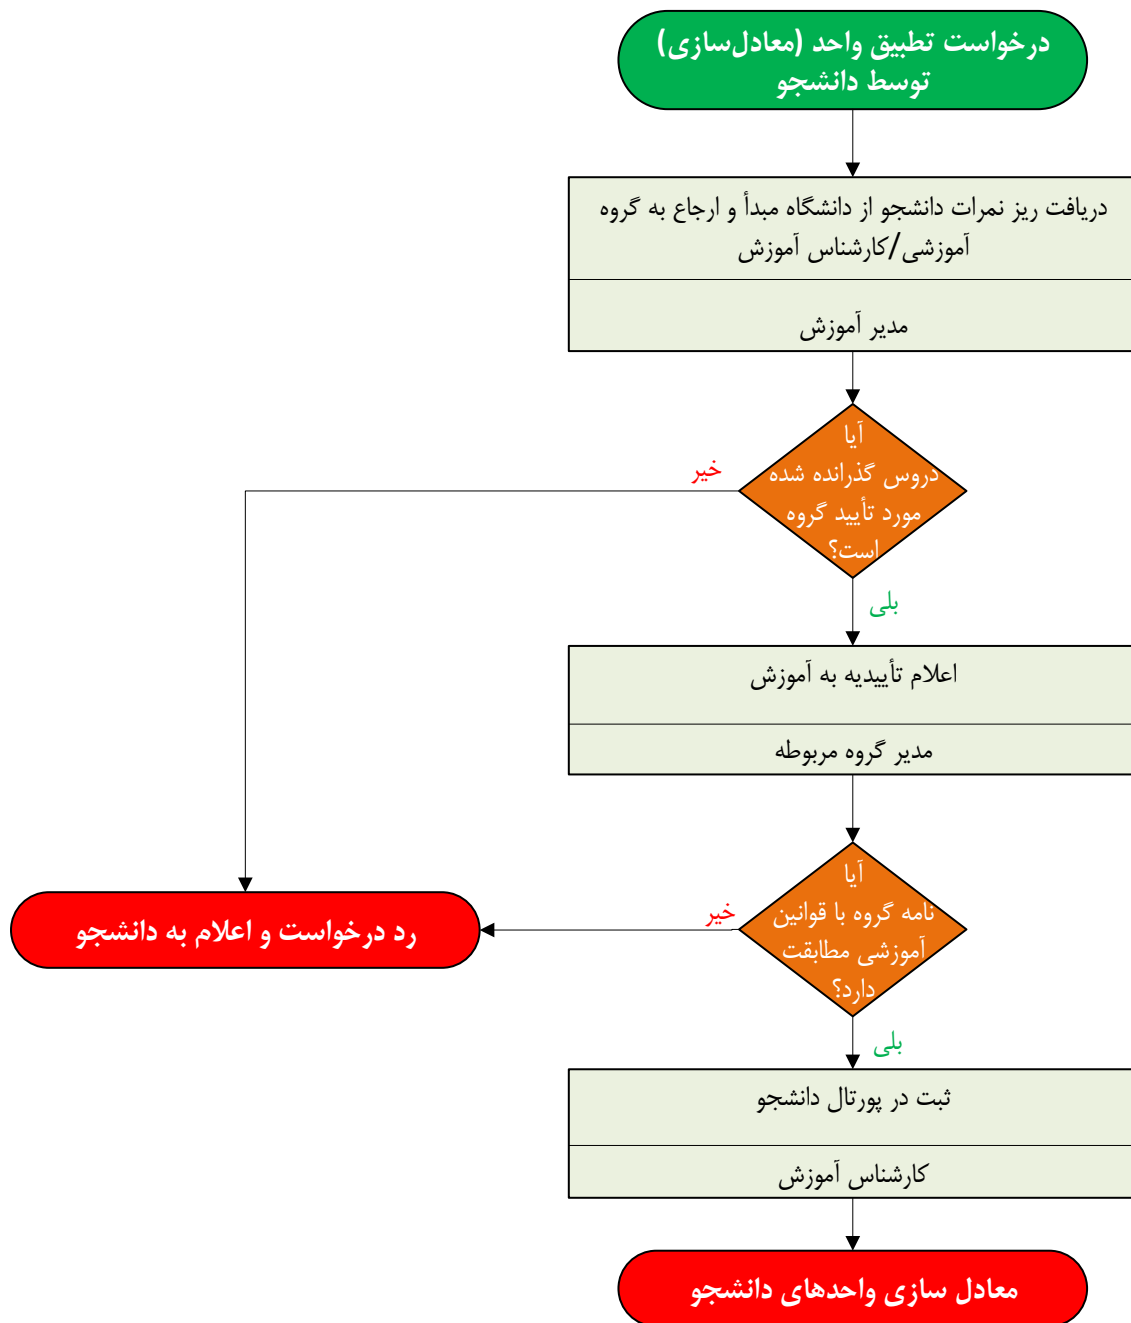 درخواست تطبیق واحد (معادل‌سازی)
توسط دانشجو
دریافت ریز نمرات دانشجو از دانشگاه مبدأ و ارجاع به گروه
آموزشی/کارشناس آموزش
مدیر آموزش
آیا
دروس گذرانده شده
مورد تأیید گروه
است؟
خیر
بلی
اعلام تأییدیه به آموزش
مدیر گروه مربوطه
آیا
نامه گروه با قوانین
آموزشی مطابقت
دارد؟
خیر
رد درخواست و اعلام به دانشجو
بلی
ثبت در پورتال دانشجو
کارشناس آموزش
معادل سازی واحدهای دانشجو